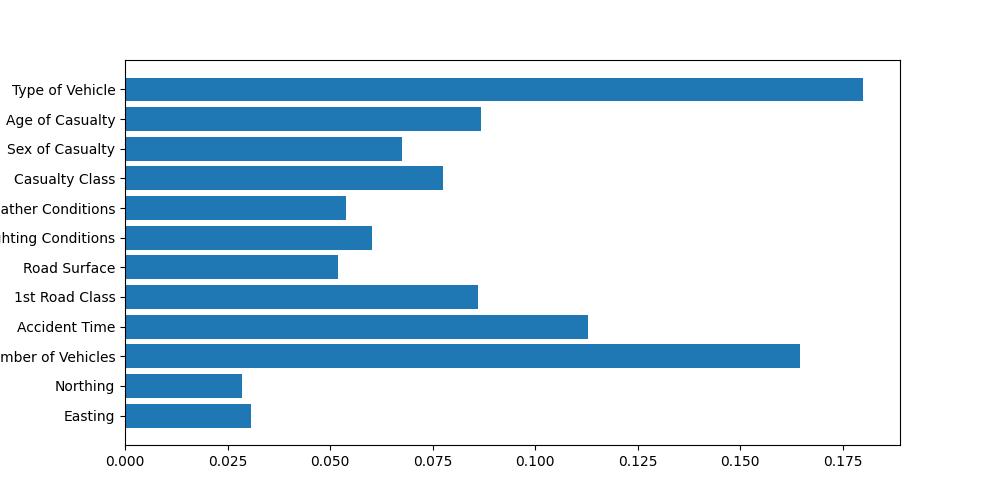 Type of Vehicle
Age of Casualty
Sex of Casualty
Casualty Class
ather Conditions
hting Conditions
Road Surface
1st Road Class
Accident Time
mber of Vehicles
Northing
Easting
0.000 0.025 0.050 0.075 0.100 0.125 0.150 0.175